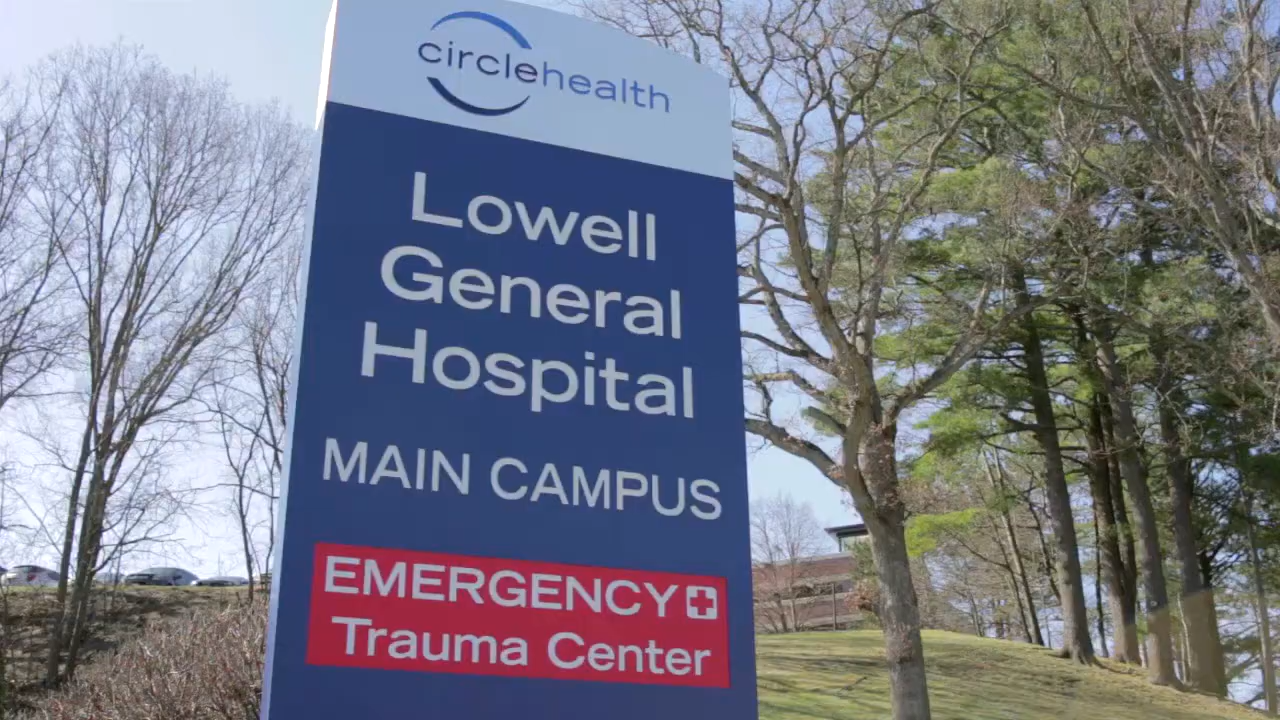 circlehealth
Lowell
General
Hospital
MAIN CAMPUS
EMERGENCY
Trauma Center